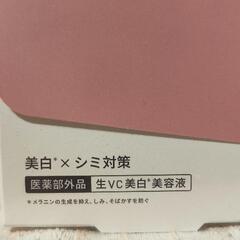 美白*×シミ対策
医薬部外品 生VC美白*美容液
*メラニンの生成を抑え、しみ、そばかすを防ぐ